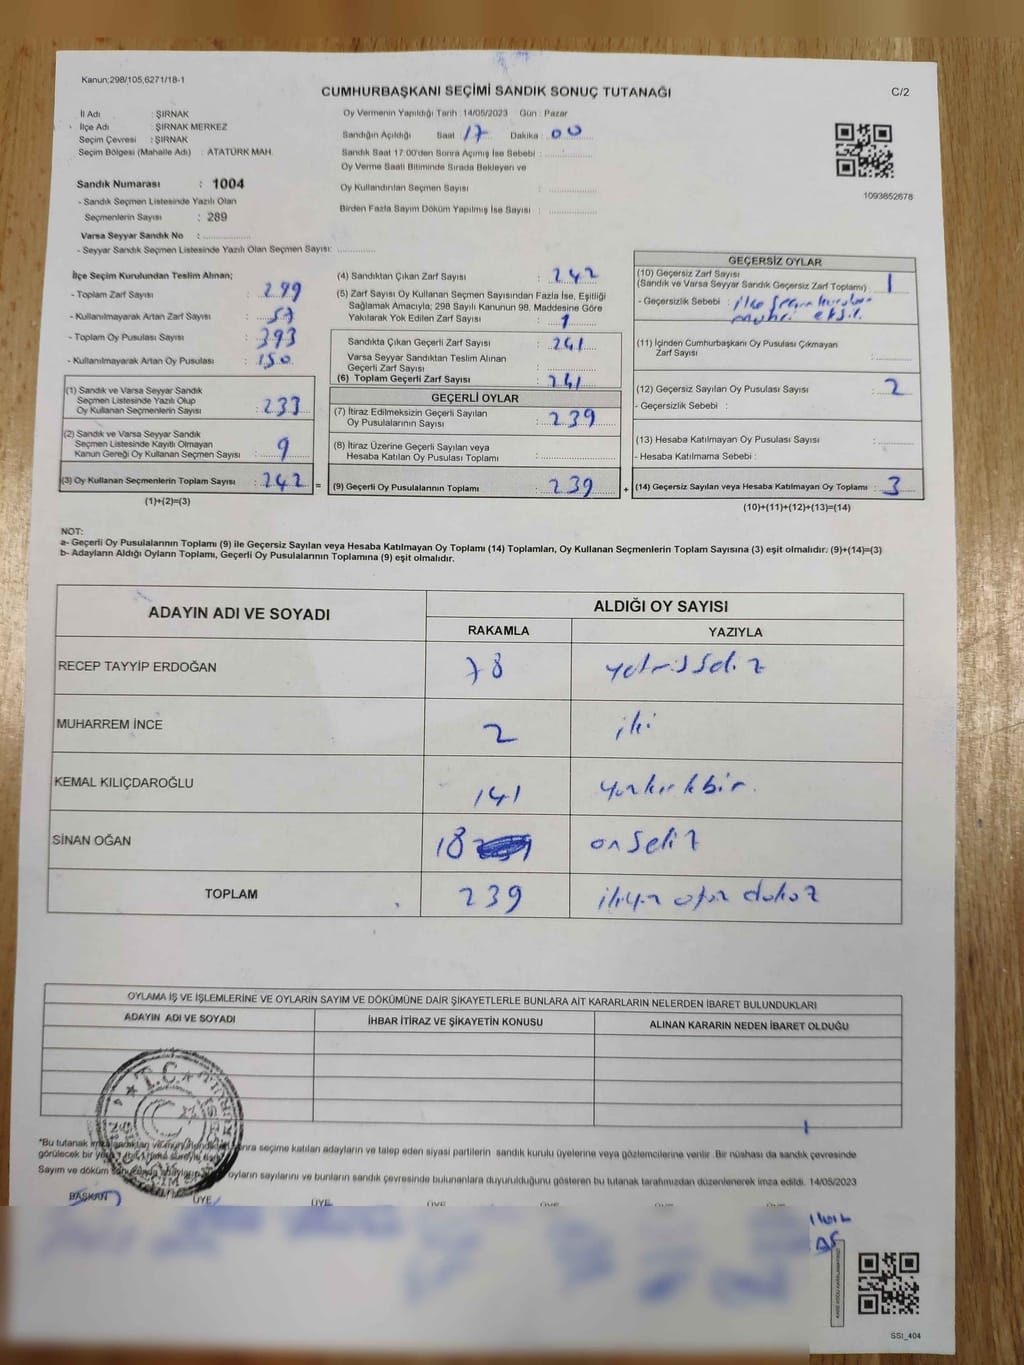 Kanun:298/105,6271/18-1
CUMHURBAŞKANI SEÇİMİ SANDIK SONUÇ TUTANAĞI
C/2
İl Adı : ŞIRNAK
İlçe Adı : ŞIRNAK MERKEZ
Seçim Çevresi : ŞIRNAK
Seçim Bölgesi (Mahalle Adı) : ATATÜRK MAH.
Sandık Numarası : 1004
- Sandık Seçmen Listesinde Yazılı Olan
Seçmenlerin Sayısı : 289
Varsa Seyyar Sandık No :
- Seyyar Sandık Seçmen Listesinde Yazılı Olan Seçmen Sayısı:
Oy Vermenin Yapıldığı Tarih :14/05/2023 Gün : Pazar
Sandığın Açıldığı Saat 17 Dakika : 00
Sandık Saat 17:00'den Sonra Açımış İse Sebebi :
Oy Verme Saati Bitiminde Sırada Bekleyen ve
Oy Kullandırılan Seçmen Sayısı :
Birden Fazla Sayım Döküm Yapılmış İse Sayısı :
1093852678
İlçe Seçim Kurulundan Teslim Alınan;
- Toplam Zarf Sayısı : 299
- Kullanılmayarak Artan Zarf Sayısı : 57
- Toplam Oy Pusulası Sayısı : 393
- Kullanılmayarak Artan Oy Pusulası : 150
(1) Sandık ve Varsa Seyyar Sandık
Seçmen Listesinde Yazılı Olup
Oy Kullanan Seçmenlerin Sayısı : 233
(2) Sandık ve Varsa Seyyar Sandık
Seçmen Listesinde Kayıtlı Olmayan
Kanun Gereği Oy Kullanan Seçmen Sayısı : 9
(3) Oy Kullanan Seçmenlerin Toplam Sayısı : 242 =
(1)+(2)=(3)
(4) Sandıktan Çıkan Zarf Sayısı : 242
(5) Zarf Sayısı Oy Kullanan Seçmen Sayısından Fazla İse, Eşitliği
Sağlamak Amacıyla; 298 Sayılı Kanunun 98. Maddesine Göre
Yakılarak Yok Edilen Zarf Sayısı : 1
Sandıkta Çıkan Geçerli Zarf Sayısı : 241
Varsa Seyyar Sandıktan Teslim Alınan
Geçerli Zarf Sayısı :
(6) Toplam Geçerli Zarf Sayısı : 241
GEÇERLİ OYLAR
(7) İtiraz Edilmeksizin Geçerli Sayılan
Oy Pusulalarının Sayısı : 239
(8) İtiraz Üzerine Geçerli Sayılan veya
Hesaba Katılan Oy Pusulası Toplamı :
(9) Geçerli Oy Pusulalarının Toplamı : 239 +
GEÇERSİZ OYLAR
(10) Geçersiz Zarf Sayısı
(Sandık ve Varsa Seyyar Sandık Geçersiz Zarf Toplamı) : 1
- Geçersizlik Sebebi : ilçe seçim kurulu
mührü eksik
(11) İçinden Cumhurbaşkanı Oy Pusulası Çıkmayan
Zarf Sayısı :
(12) Geçersiz Sayılan Oy Pusulası Sayısı : 2
- Geçersizlik Sebebi :
(13) Hesaba Katılmayan Oy Pusulası Sayısı :
- Hesaba Katılmama Sebebi :
(14) Geçersiz Sayılan veya Hesaba Katılmayan Oy Toplamı : 3
(10)+(11)+(12)+(13)=(14)
NOT:
a- Geçerli Oy Pusulalarının Toplamı (9) ile Geçersiz Sayılan veya Hesaba Katılmayan Oy Toplamı (14) Toplamları, Oy Kullanan Seçmenlerin Toplam Sayısına (3) eşit olmalıdır. (9)+(14)=(3)
b- Adayların Aldığı Oyların Toplamı, Geçerli Oy Pusulalarının Toplamına (9) eşit olmalıdır.
ADAYIN ADI VE SOYADI
ALDIĞI OY SAYISI
RAKAMLA YAZIYLA
RECEP TAYYİP ERDOĞAN 78 yetmişsekiz
MUHARREM İNCE 2 iki
KEMAL KILIÇDAROĞLU 141 yüzkırkbir
SİNAN OĞAN 18 onsekiz
TOPLAM 239 ikiyüz otuz dokuz
OYLAMA İŞ VE İŞLEMLERİNE VE OYLARIN SAYIM VE DÖKÜMÜNE DAİR ŞİKAYETLERLE BUNLARA AİT KARARLARIN NELERDEN İBARET BULUNDUKLARI
ADAYIN ADI VE SOYADI İHBAR İTİRAZ VE ŞİKAYETİN KONUSU ALINAN KARARIN NEDEN İBARET OLDUĞU
T.C.
*Bu tutanak seçime katılan adayların ve talep eden siyasi partilerin sandık kurulu üyelerine veya gözlemcilerine verilir. Bir nüshası da sandık çevresinde
görülecek bir
Sayım ve döküm oyların sayılarını ve bunların sandık çevresinde bulunanlara duyurulduğunu gösteren bu tutanak tarafımızdan düzenlenerek imza edildi. 14/05/2023
BAŞKAN ÜYE ÜYE ÜYE ÜYE ÜYE ÜYE
SSI_404